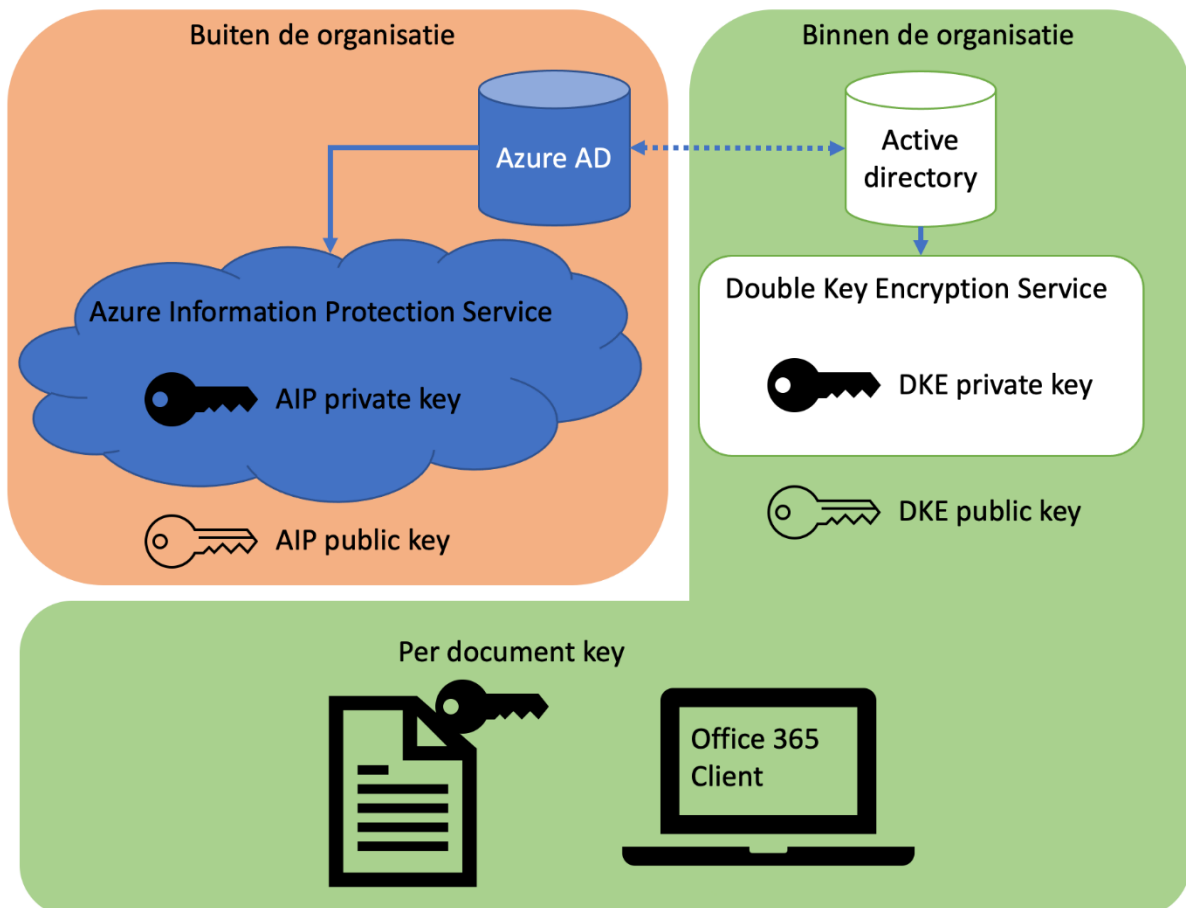 Buiten de organisatie
Binnen de organisatie
Azure AD
Active
directory
Azure Information Protection Service
AIP private key
AIP public key
Double Key Encryption Service
DKE private key
DKE public key
Per document key
Office 365
Client